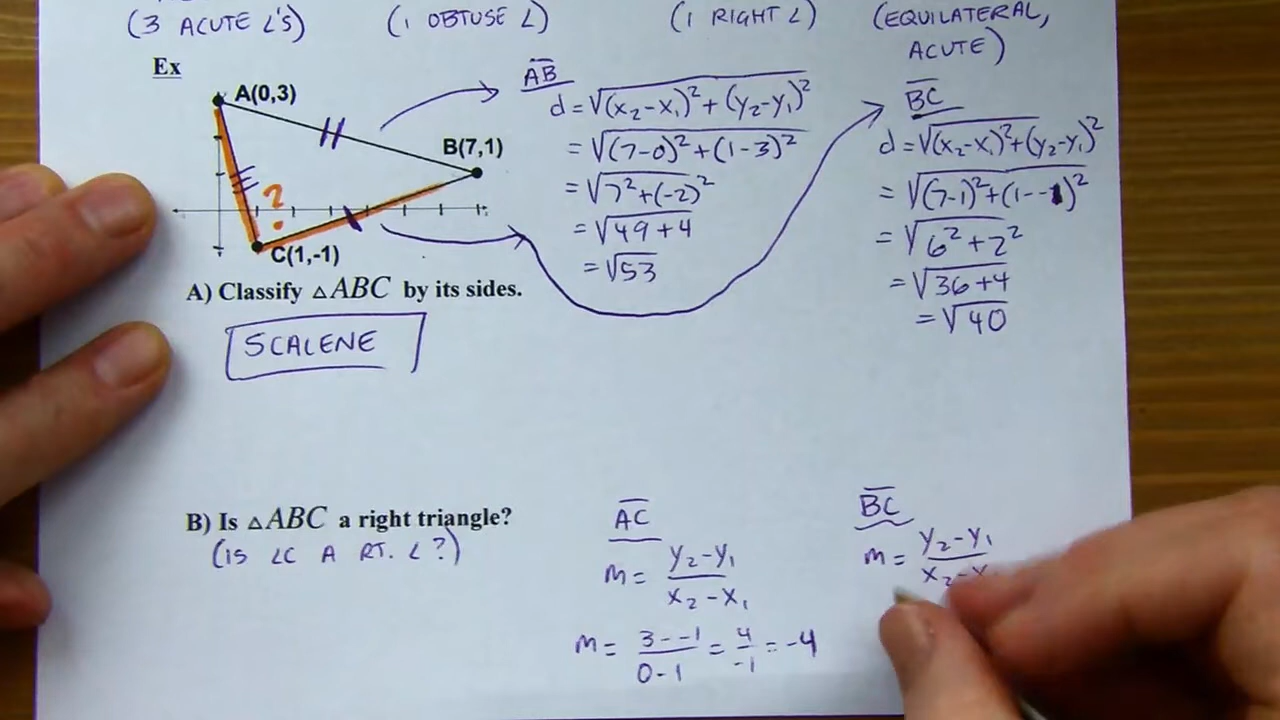 (3 ACUTE ∠'S)
(1 OBTUSE ∠)
(1 RIGHT ∠)
(EQUILATERAL,
ACUTE)
Ex
A(0,3)
B(7,1)
C(1,-1)
?
A) Classify △ABC by its sides.
SCALENE
AB
d = √(x₂-x₁)² + (y₂-y₁)²
= √(7-0)² + (1-3)²
= √7² + (-2)²
= √49 + 4
= √53
BC
d = √(x₂-x₁)² + (y₂-y₁)²
= √(7-1)² + (1--1)²
= √6² + 2²
= √36 + 4
= √40
B) Is △ABC a right triangle?
(IS ∠C A RT. ∠ ?)
AC
m = y₂-y₁ / x₂-x₁
m = 3--1 / 0-1 = 4 / -1 = -4
BC
m = y₂-y₁ / x₂-x